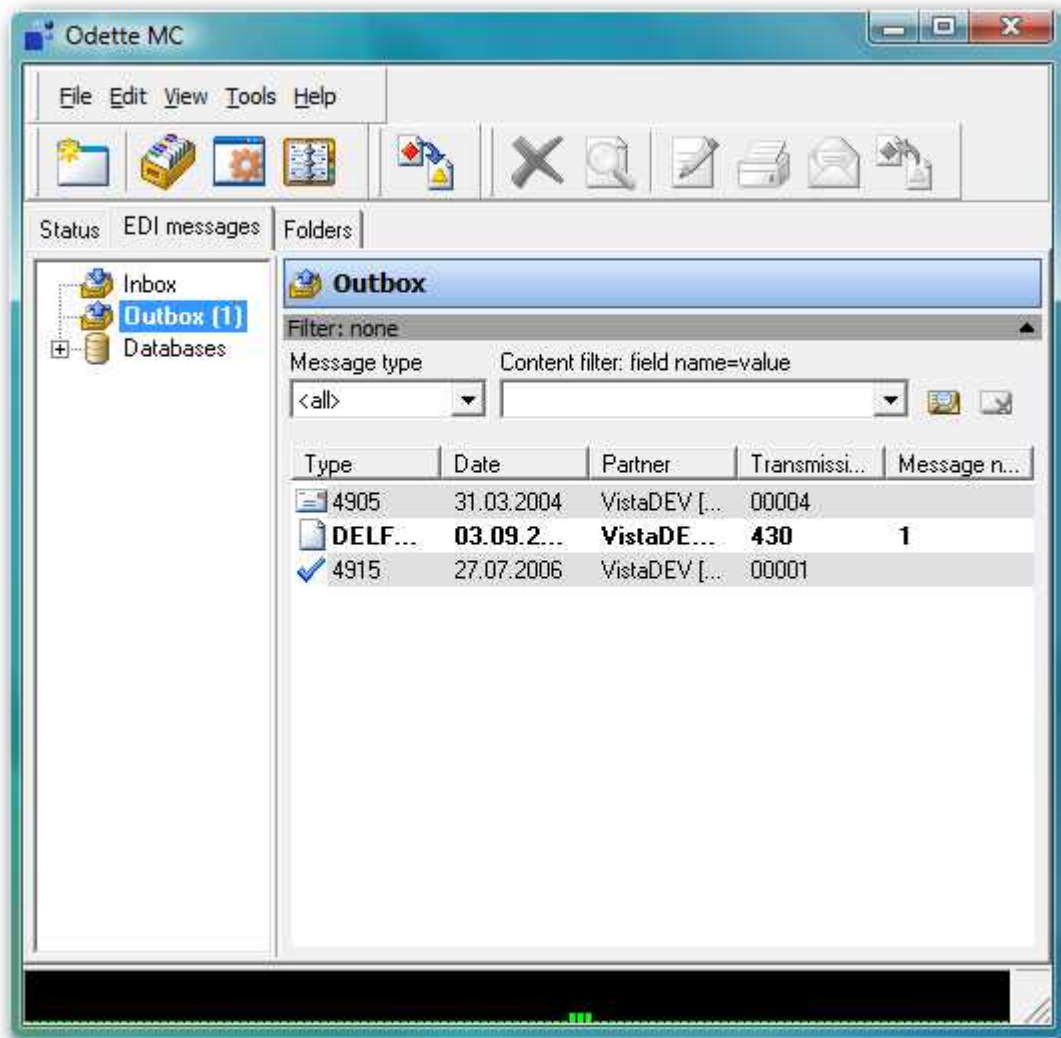 Odette MC
File Edit View Tools Help
Status EDI messages Folders
Inbox
Outbox (1)
Databases
Outbox
Filter: none
Message type Content filter: field name=value
<all>
Type Date Partner Transmissi... Message n...
4905 31.03.2004 VistaDEV [... 00004
DELF... 03.09.2... VistaDE... 430 1
4915 27.07.2006 VistaDEV [... 00001